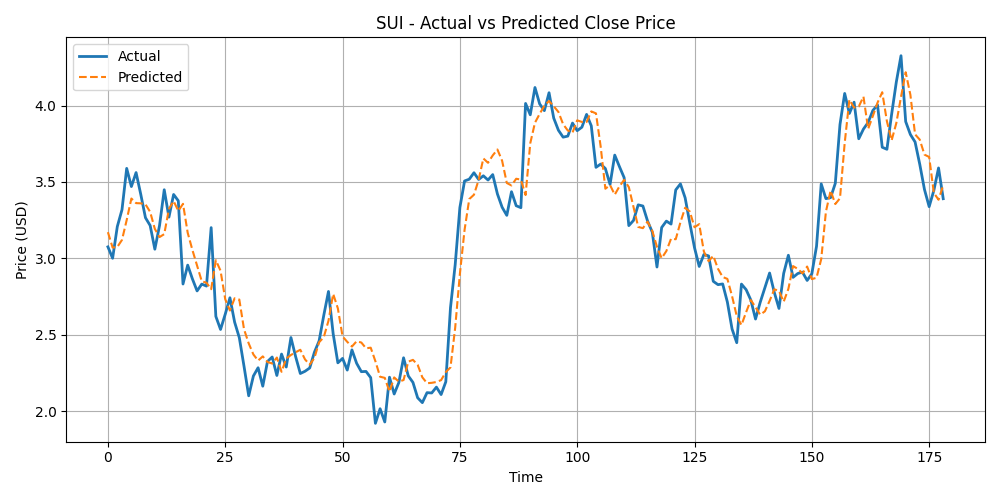 SUI - Actual vs Predicted Close Price
Actual
Predicted
Price (USD)
4.0
3.5
3.0
2.5
2.0
0 25 50 75 100 125 150 175
Time